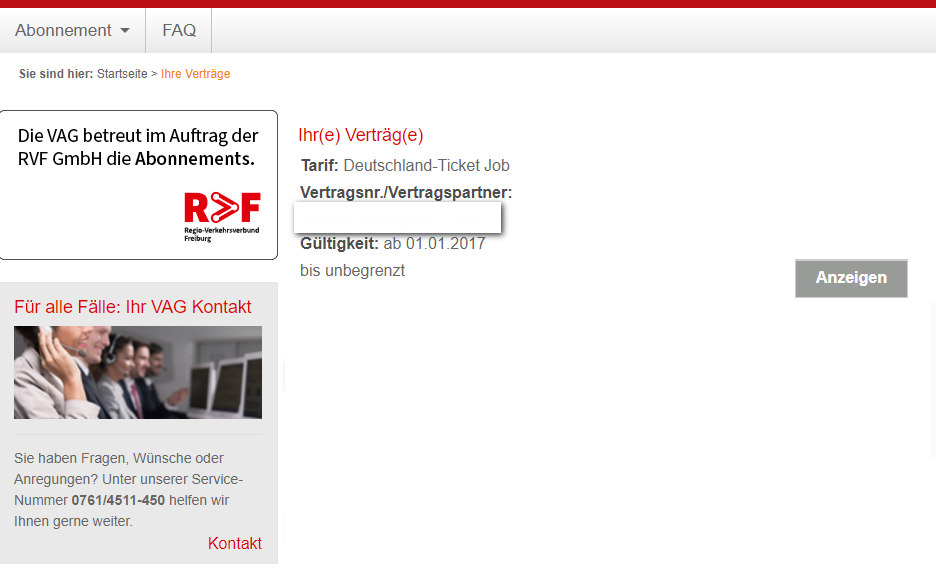 Abonnement
FAQ
Sie sind hier: Startseite > Ihre Verträge
Die VAG betreut im Auftrag der
RVF GmbH die Abonnements.
RVF
Regio-Verkehrsverbund
Freiburg
Ihr(e) Verträg(e)
Tarif: Deutschland-Ticket Job
Vertragsnr./Vertragspartner:
Gültigkeit: ab 01.01.2017
bis unbegrenzt
Anzeigen
Für alle Fälle: Ihr VAG Kontakt
Sie haben Fragen, Wünsche oder
Anregungen? Unter unserer Service-
Nummer 0761/4511-450 helfen wir
Ihnen gerne weiter.
Kontakt